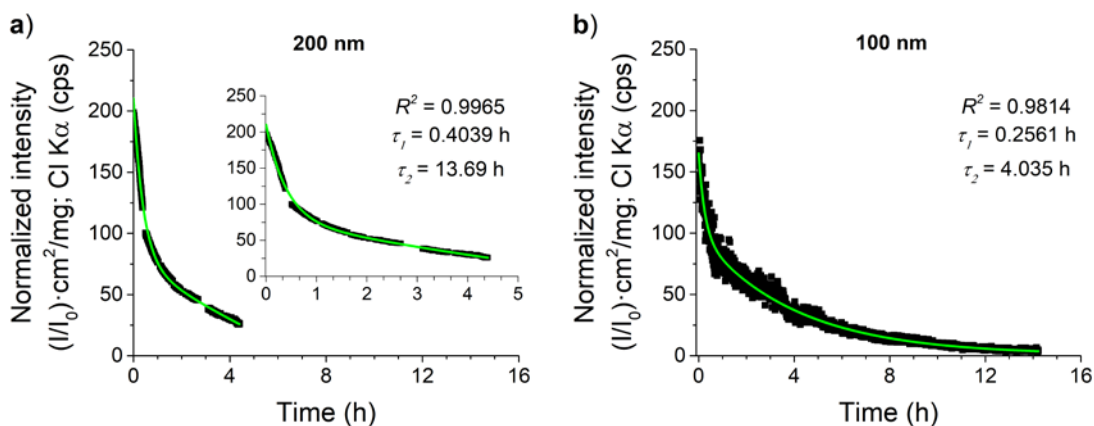 a)
200 nm
Normalized intensity
(I/I₀)·cm²/mg; Cl Kα (cps)
250
200
150
100
50
0
250
200
150
100
50
0
0 1 2 3 4 5
R² = 0.9965
τ₁ = 0.4039 h
τ₂ = 13.69 h
0 4 8 12 16
Time (h)
b)
100 nm
Normalized intensity
(I/I₀)·cm²/mg; Cl Kα (cps)
250
200
150
100
50
0
R² = 0.9814
τ₁ = 0.2561 h
τ₂ = 4.035 h
0 4 8 12 16
Time (h)